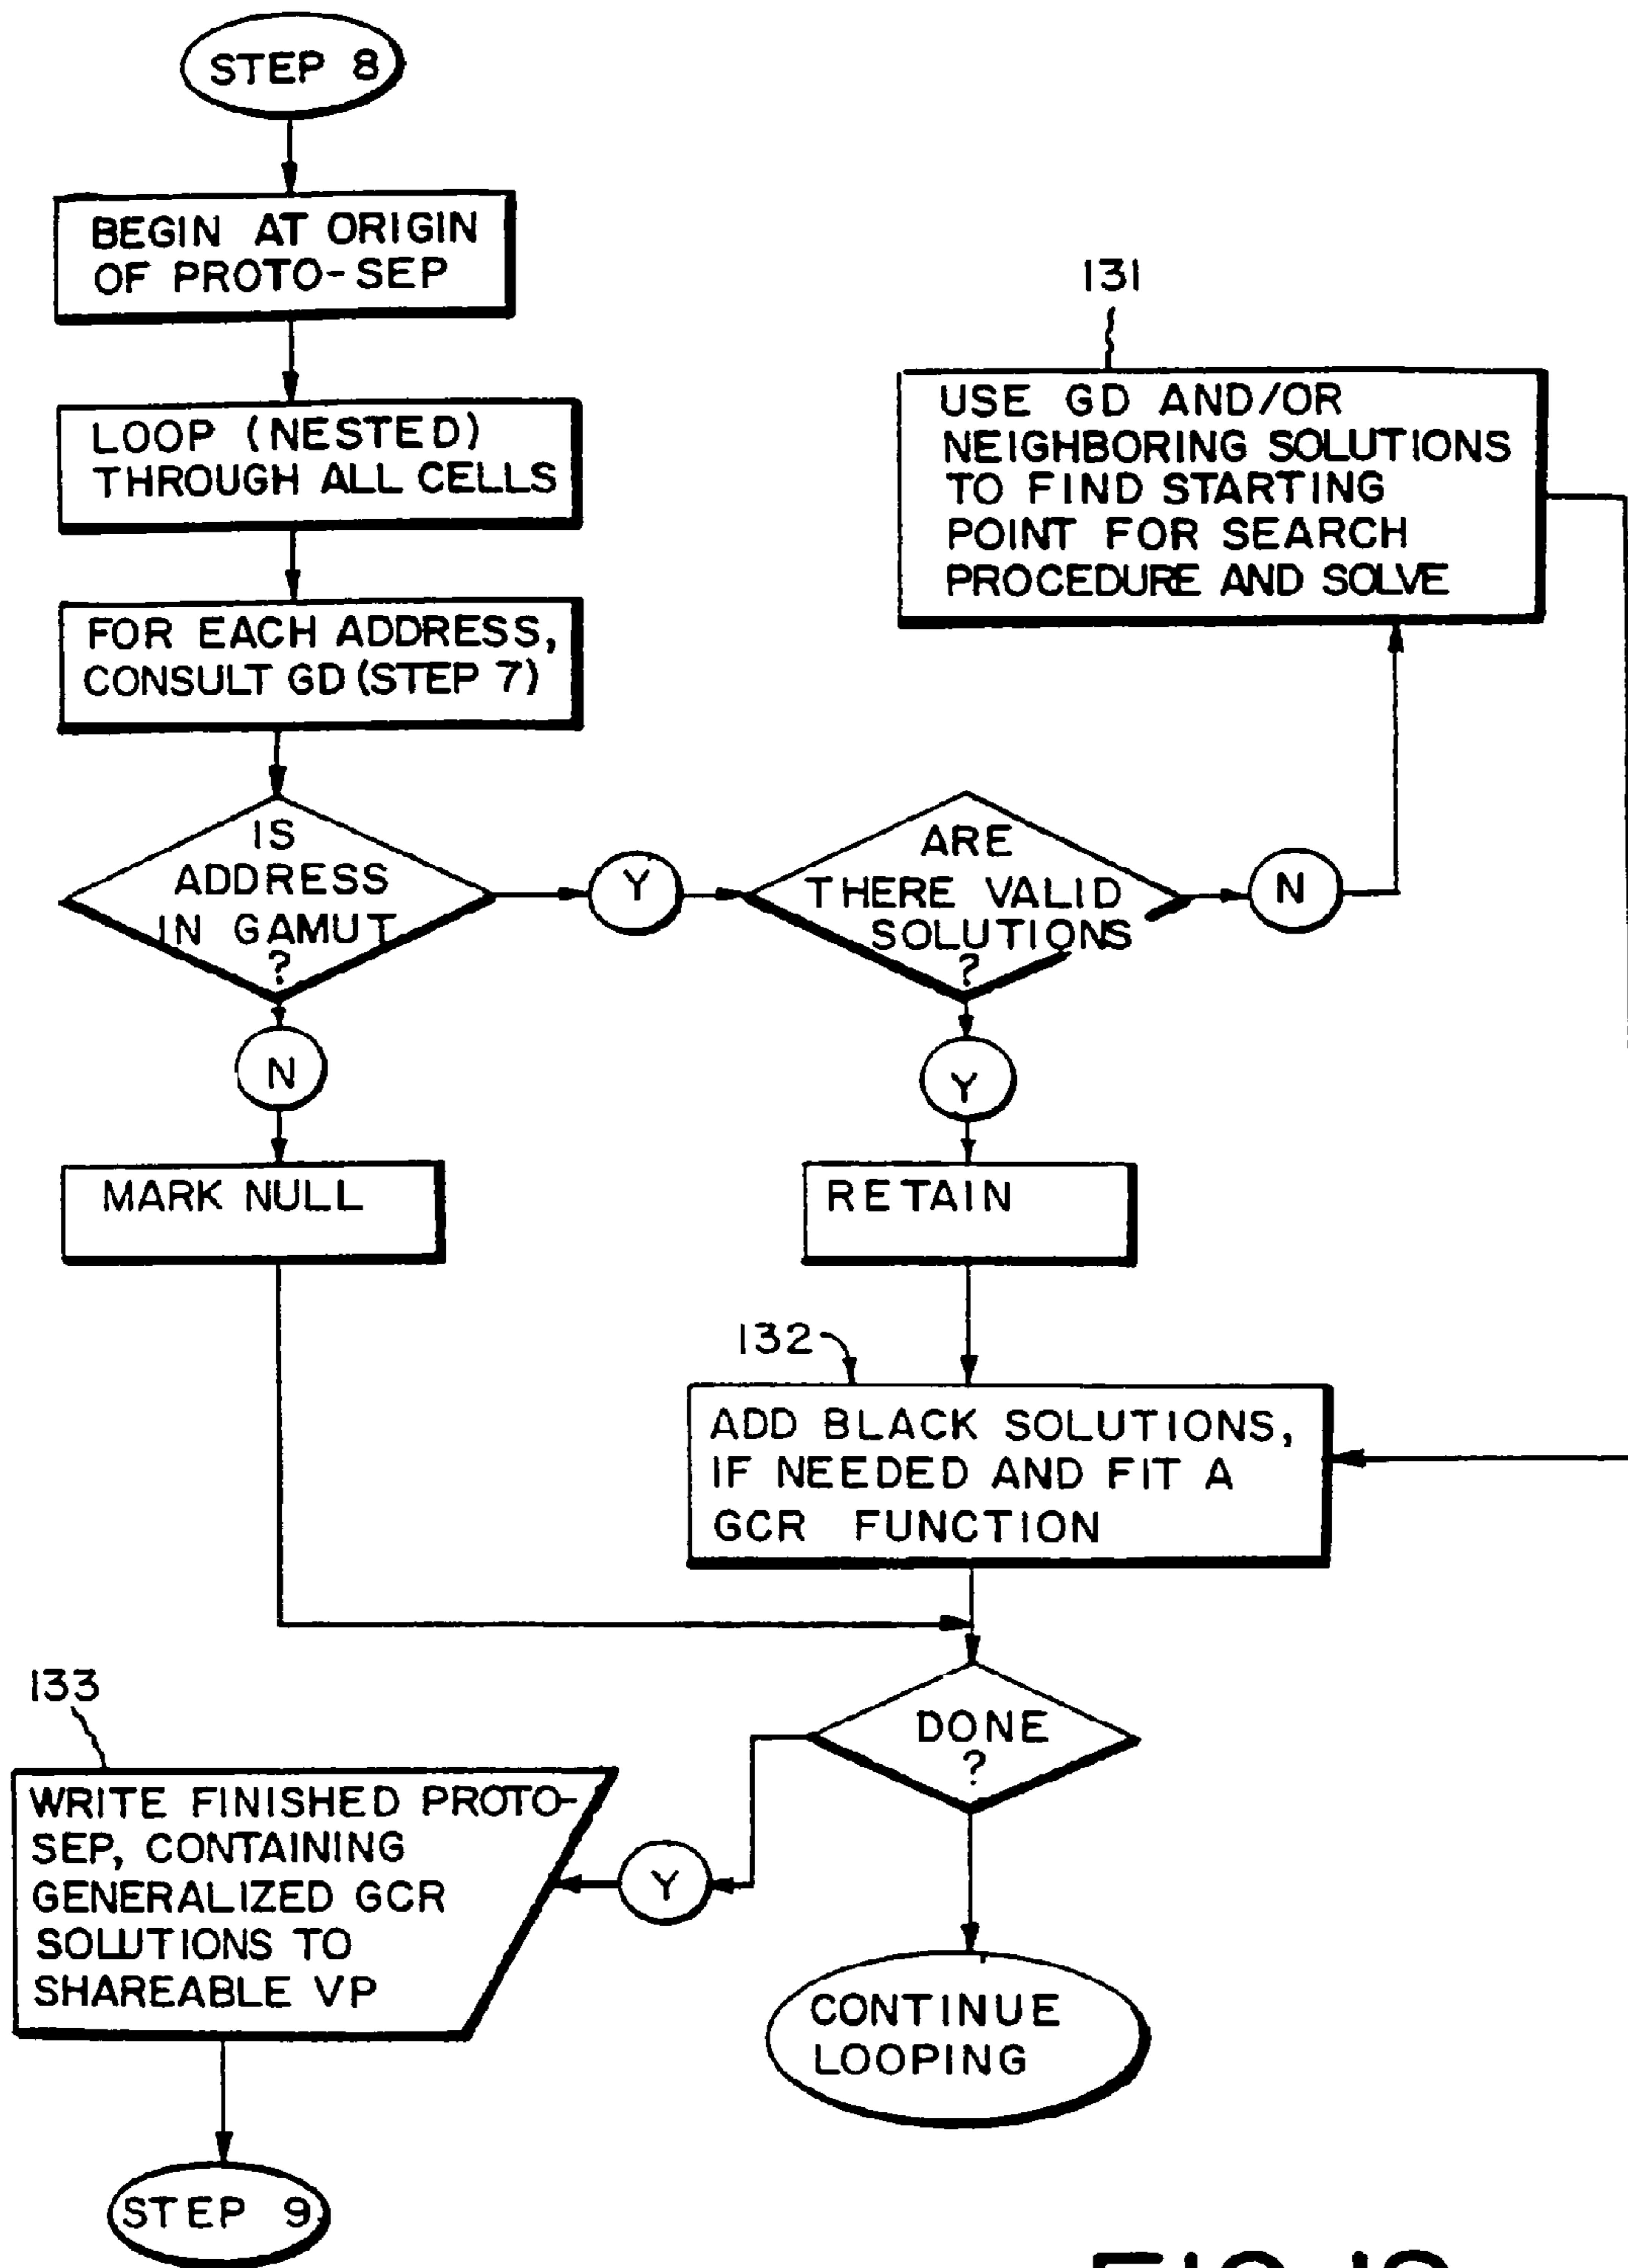 STEP 8
BEGIN AT ORIGIN
OF PROTO-SEP
LOOP (NESTED)
THROUGH ALL CELLS
FOR EACH ADDRESS,
CONSULT GD (STEP 7)
IS
ADDRESS
IN GAMUT
?
Y
ARE
THERE VALID
SOLUTIONS
?
N
131
USE GD AND/OR
NEIGHBORING SOLUTIONS
TO FIND STARTING
POINT FOR SEARCH
PROCEDURE AND SOLVE
N
Y
MARK NULL
RETAIN
132
ADD BLACK SOLUTIONS,
IF NEEDED AND FIT A
GCR FUNCTION
DONE
?
Y
133
WRITE FINISHED PROTO-
SEP, CONTAINING
GENERALIZED GCR
SOLUTIONS TO
SHAREABLE VP
CONTINUE
LOOPING
STEP 9